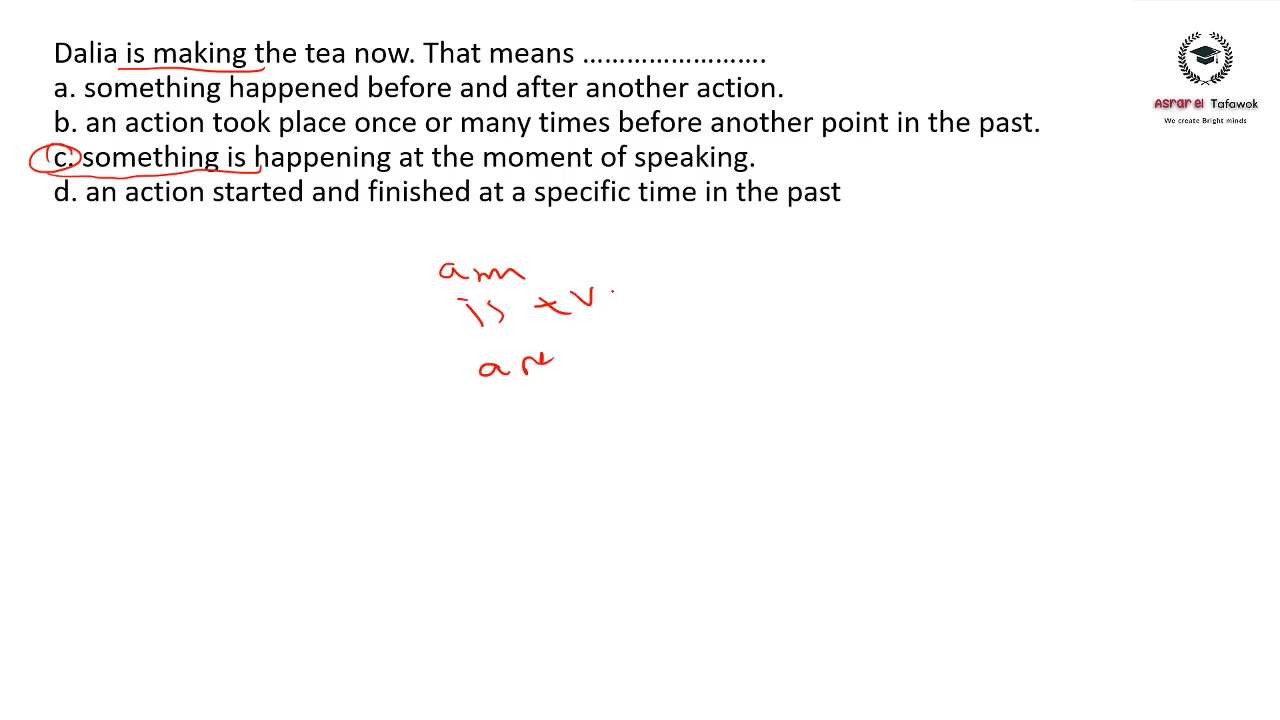 Dalia is making the tea now. That means …………………….
a. something happened before and after another action.
b. an action took place once or many times before another point in the past.
c. something is happening at the moment of speaking.
d. an action started and finished at a specific time in the past
Asrar el Tafawok
We create Bright minds
am
is + v.
are